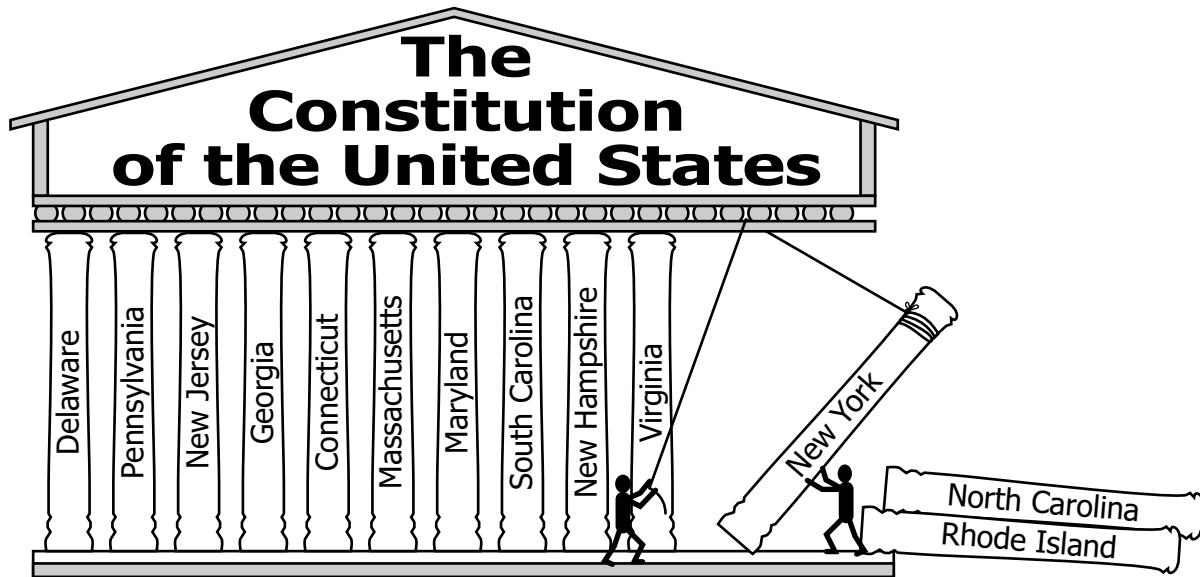 The
Constitution
of the United States
Delaware
Pennsylvania
New Jersey
Georgia
Connecticut
Massachusetts
Maryland
South Carolina
New Hampshire
Virginia
New York
North Carolina
Rhode Island